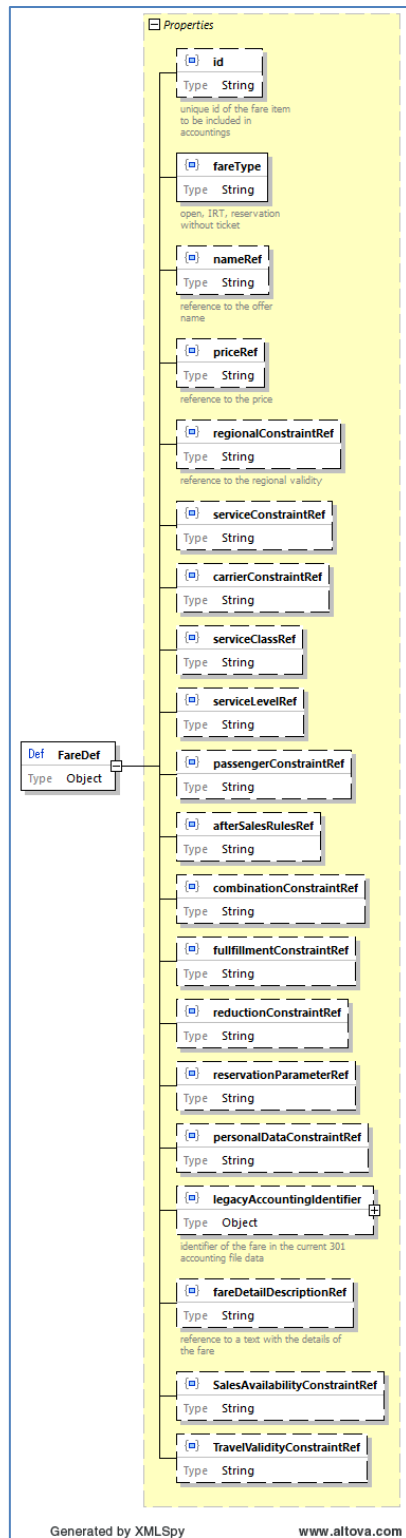 Properties
id
Type String
unique id of the fare item
to be included in
accountings
fareType
Type String
open, IRT, reservation
without ticket
nameRef
Type String
reference to the offer
name
priceRef
Type String
reference to the price
regionalConstraintRef
Type String
reference to the regional validity
serviceConstraintRef
Type String
carrierConstraintRef
Type String
serviceClassRef
Type String
serviceLevelRef
Type String
Def FareDef
Type Object
passengerConstraintRef
Type String
afterSalesRulesRef
Type String
combinationConstraintRef
Type String
fullfillmentConstraintRef
Type String
reductionConstraintRef
Type String
reservationParameterRef
Type String
personalDataConstraintRef
Type String
legacyAccountingIdentifier
Type Object
identifier of the fare in the current 301
accounting file data
fareDetailDescriptionRef
Type String
reference to a text with the details of
the fare
SalesAvailabilityConstraintRef
Type String
TravelValidityConstraintRef
Type String
Generated by XMLSpy www.altova.com